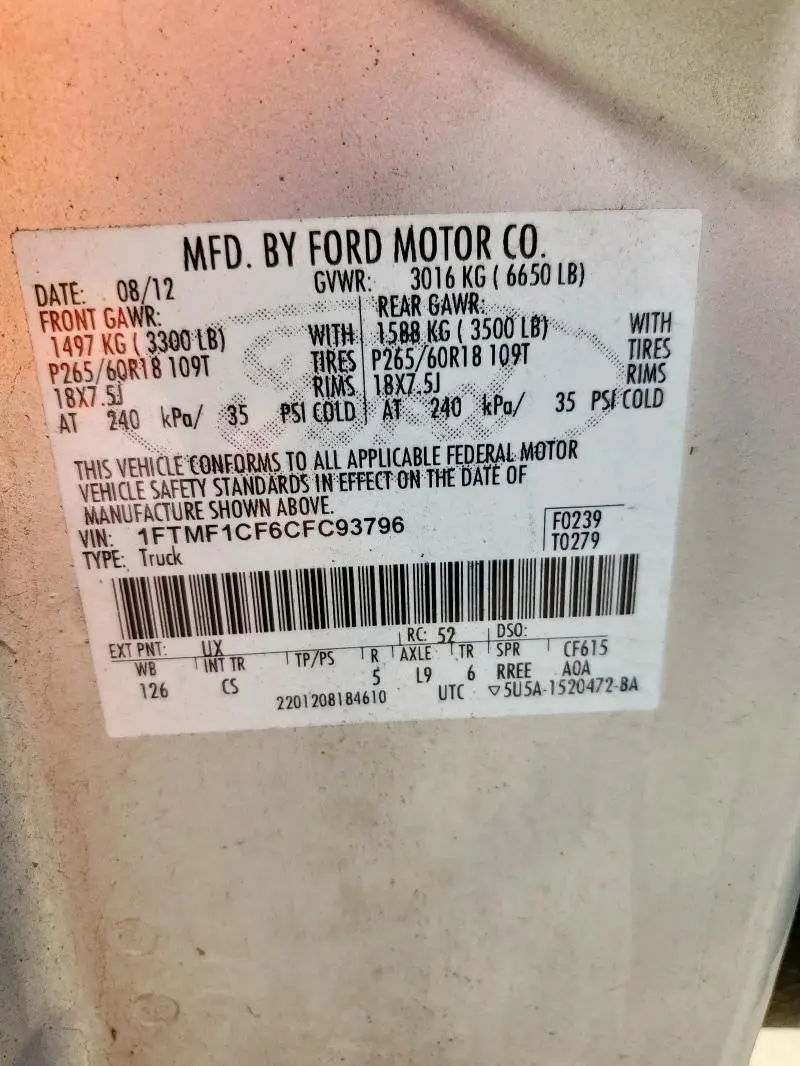 MFD. BY FORD MOTOR CO.
DATE: 08/12 GVWR: 3016 KG ( 6650 LB)
FRONT GAWR: REAR GAWR:
1497 KG ( 3300 LB) WITH 1588 KG ( 3500 LB) WITH
P265/60R18 109T TIRES P265/60R18 109T TIRES
18X7.5J RIMS 18X7.5J RIMS
AT 240 kPa/ 35 PSI COLD AT 240 kPa/ 35 PSI COLD
THIS VEHICLE CONFORMS TO ALL APPLICABLE FEDERAL MOTOR
VEHICLE SAFETY STANDARDS IN EFFECT ON THE DATE OF
MANUFACTURE SHOWN ABOVE.
VIN: 1FTMF1CF6CFC93796 F0239
TYPE: Truck T0279
EXT PNT: UX RC: 52 DSO:
WB INT TR TP/PS R AXLE TR SPR CF615
126 CS 5 L9 6 RREE AOA
2201208184610 UTC ▽5U5A-1520472-BA